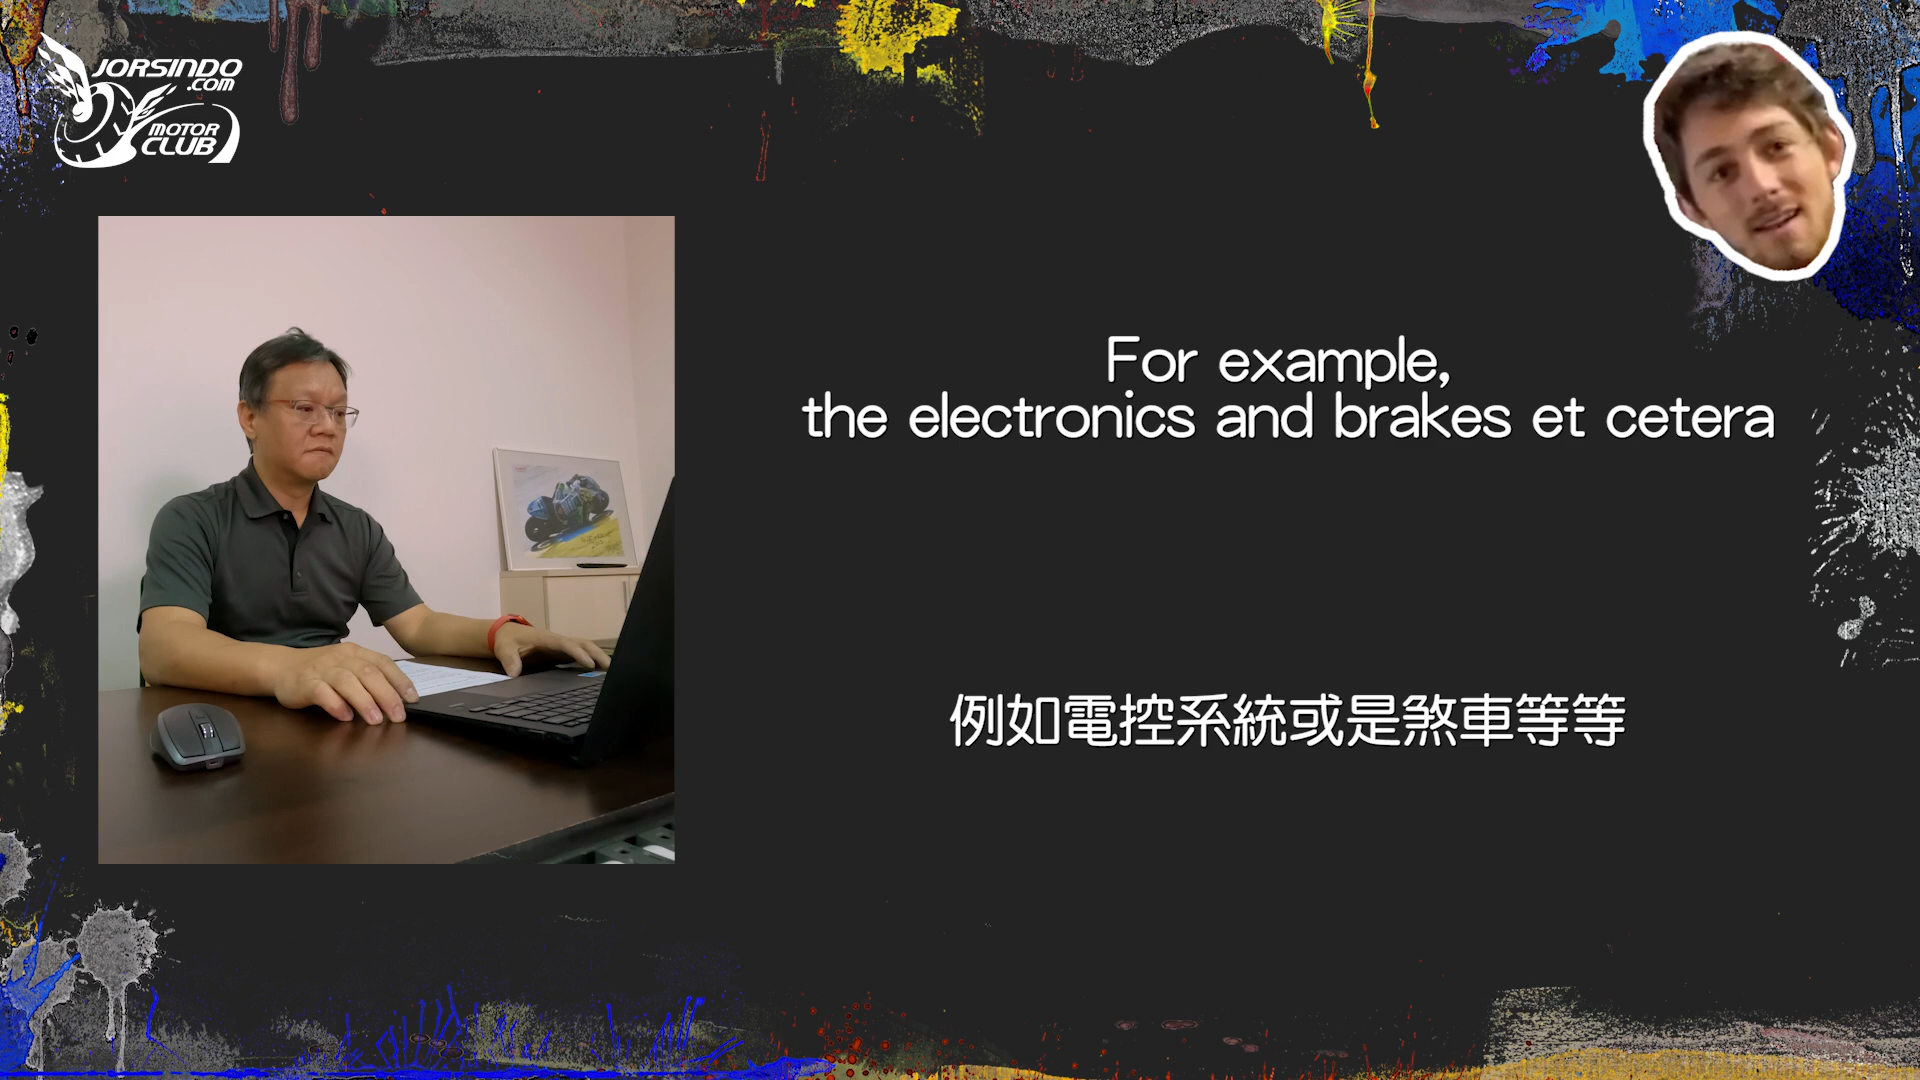 JORSINDO
.COM
MOTOR
CLUB
For example,
the electronics and brakes et cetera
例如電控系統或是煞車等等